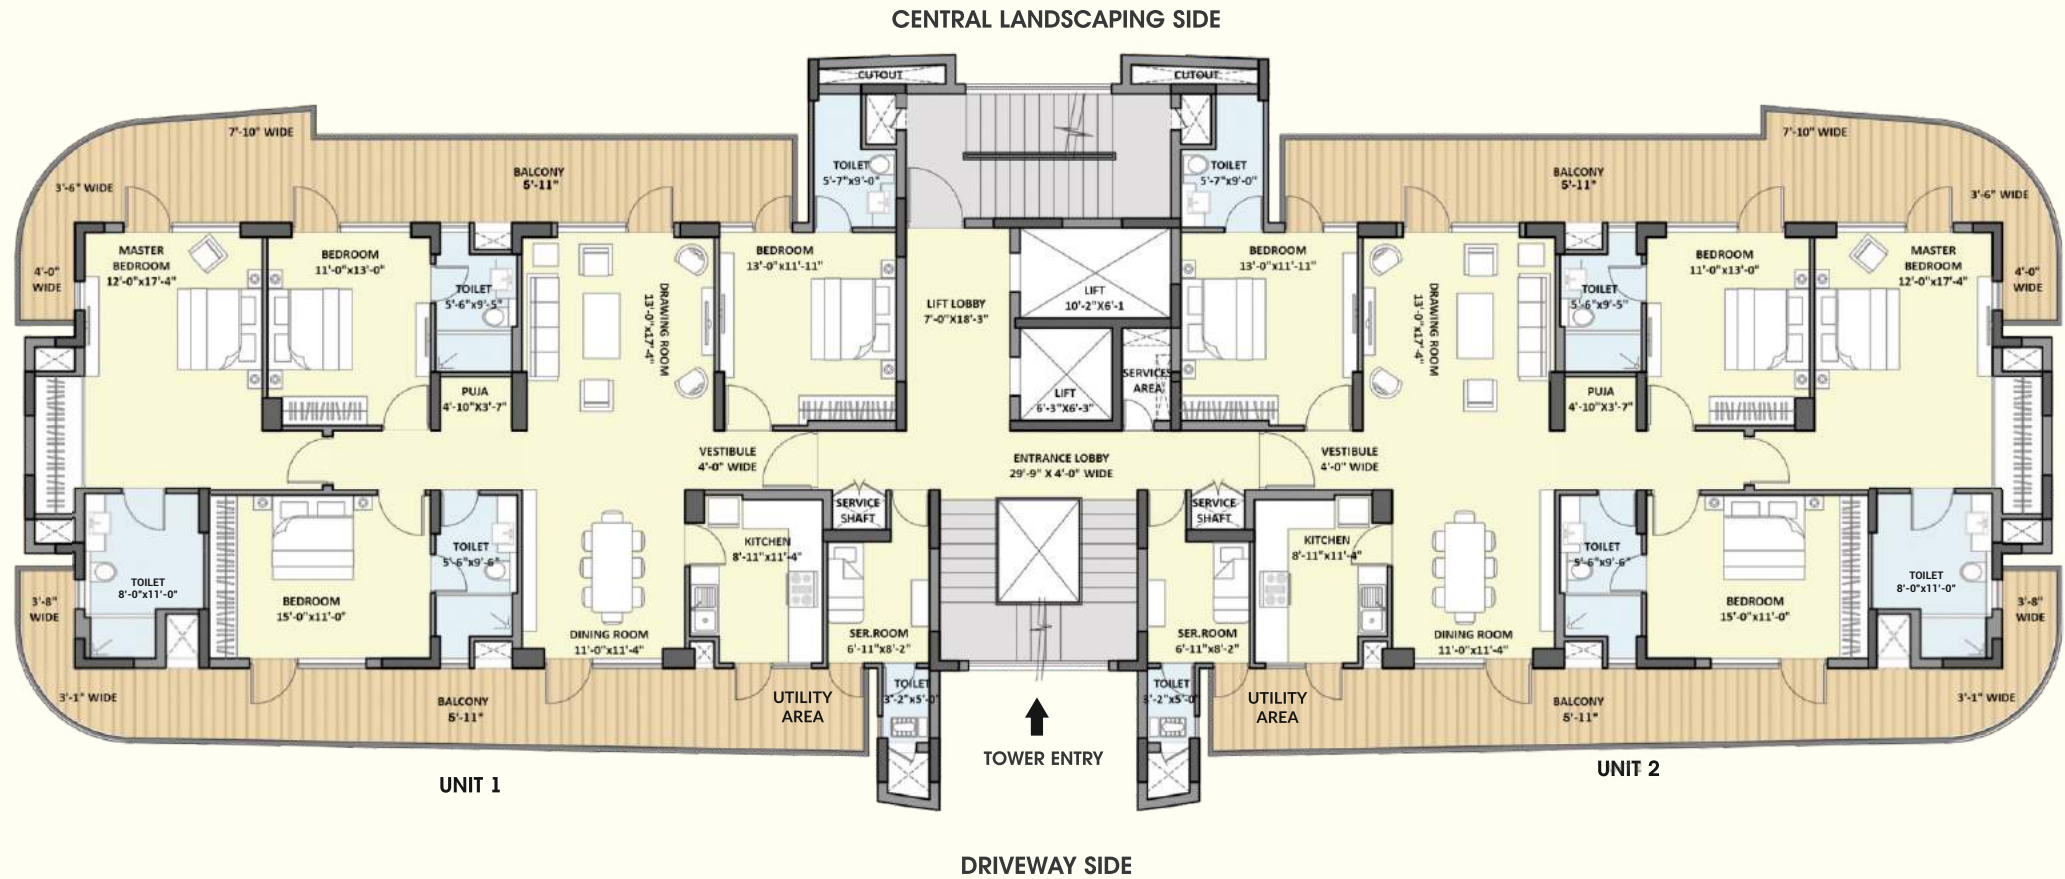 CENTRAL LANDSCAPING SIDE
CUTOUT
CUTOUT
7'-10" WIDE
7'-10" WIDE
BALCONY
5'-11"
TOILET
5'-7"x9'-0"
TOILET
5'-7"x9'-0"
BALCONY
5'-11"
3'-6" WIDE
3'-6" WIDE
4'-0"
WIDE
MASTER
BEDROOM
12'-0"x17'-4"
BEDROOM
11'-0"x13'-0"
TOILET
5'-6"x9'-5"
DRAWING ROOM
13'-0"x17'-4"
BEDROOM
13'-0"x11'-11"
LIFT LOBBY
7'-0"X18'-3"
LIFT
10'-2"X6'-1
LIFT
6'-3"X6'-3"
SERVICES
AREA
BEDROOM
13'-0"x11'-11"
DRAWING ROOM
13'-0"x17'-4"
TOILET
5'-6"x9'-5"
BEDROOM
11'-0"x13'-0"
MASTER
BEDROOM
12'-0"x17'-4"
4'-0"
WIDE
PUJA
4'-10"X3'-7"
PUJA
4'-10"X3'-7"
VESTIBULE
4'-0" WIDE
ENTRANCE LOBBY
29'-9" X 4'-0" WIDE
VESTIBULE
4'-0" WIDE
SERVICE
SHAFT
SERVICE
SHAFT
TOILET
8'-0"x11'-0"
BEDROOM
15'-0"x11'-0"
TOILET
5'-6"x9'-6"
DINING ROOM
11'-0"x11'-4"
KITCHEN
8'-11"x11'-4"
SER.ROOM
6'-11"x8'-2"
SER.ROOM
6'-11"x8'-2"
KITCHEN
8'-11"x11'-4"
DINING ROOM
11'-0"x11'-4"
TOILET
5'-6"x9'-6"
BEDROOM
15'-0"x11'-0"
TOILET
8'-0"x11'-0"
3'-8"
WIDE
3'-8"
WIDE
3'-1" WIDE
BALCONY
5'-11"
UTILITY
AREA
TOILET
3'-2"x5'-0"
TOILET
3'-2"x5'-0"
UTILITY
AREA
BALCONY
5'-11"
3'-1" WIDE
TOWER ENTRY
UNIT 1
UNIT 2
DRIVEWAY SIDE